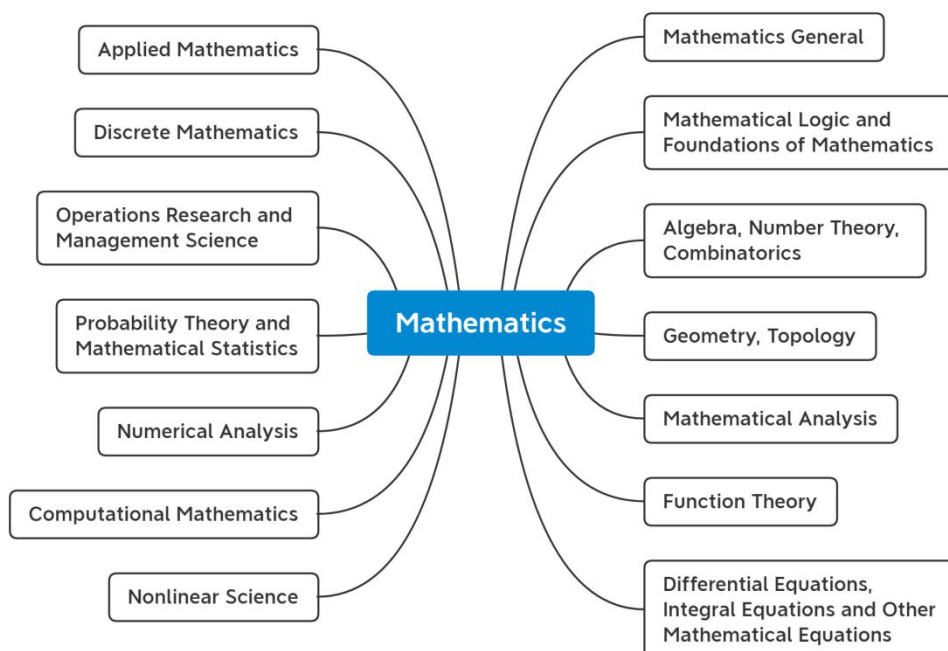 Applied Mathematics
Discrete Mathematics
Operations Research and
Management Science
Probability Theory and
Mathematical Statistics
Numerical Analysis
Computational Mathematics
Nonlinear Science
Mathematics
Mathematics General
Mathematical Logic and
Foundations of Mathematics
Algebra, Number Theory,
Combinatorics
Geometry, Topology
Mathematical Analysis
Function Theory
Differential Equations,
Integral Equations and Other
Mathematical Equations